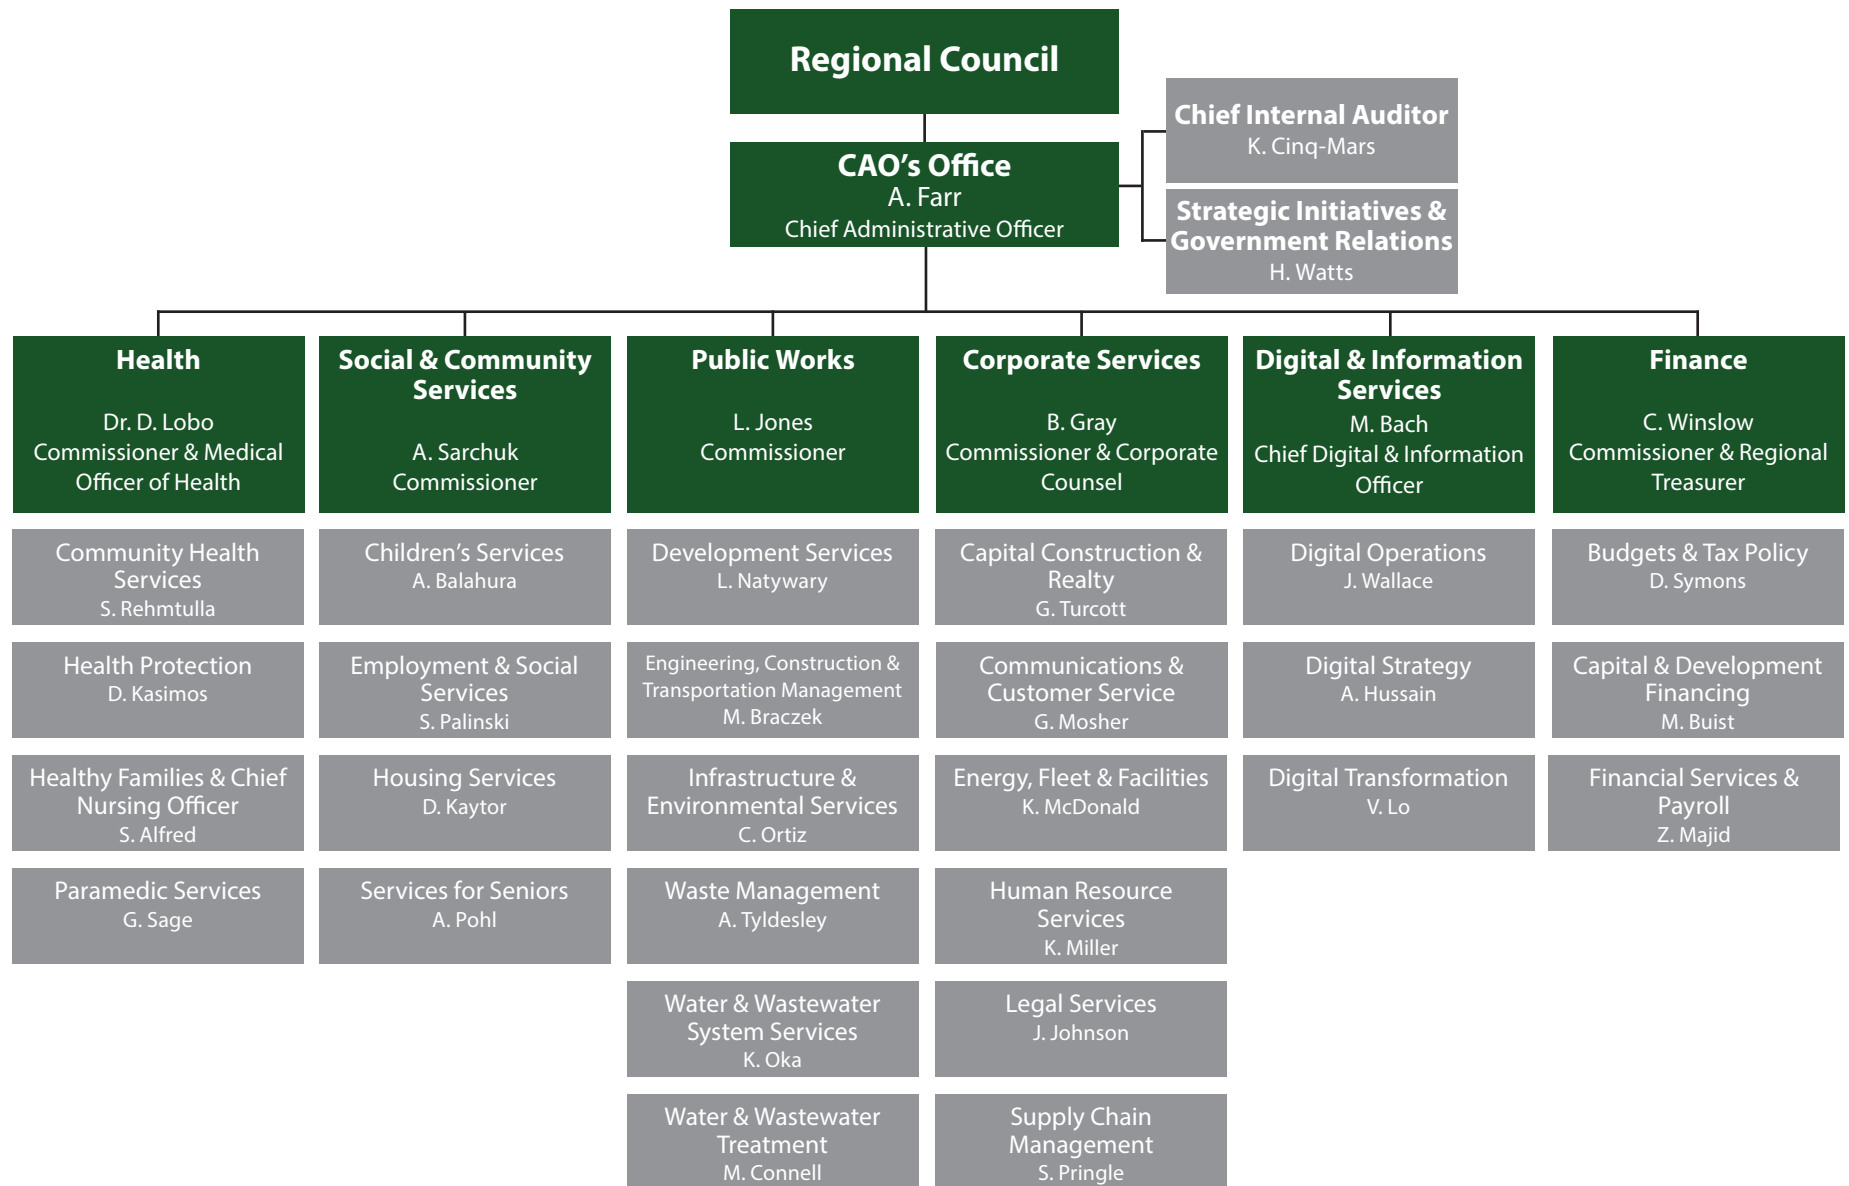 Regional Council
Chief Internal Auditor
K. Cinq-Mars
CAO’s Office
A. Farr
Chief Administrative Officer
Strategic Initiatives &
Government Relations
H. Watts
Health
Dr. D. Lobo
Commissioner & Medical
Officer of Health
Community Health
Services
S. Rehmtulla
Health Protection
D. Kasimos
Healthy Families & Chief
Nursing Officer
S. Alfred
Paramedic Services
G. Sage
Social & Community
Services
A. Sarchuk
Commissioner
Children’s Services
A. Balahura
Employment & Social
Services
S. Palinski
Housing Services
D. Kaytor
Services for Seniors
A. Pohl
Public Works
L. Jones
Commissioner
Development Services
L. Natywary
Engineering, Construction &
Transportation Management
M. Braczek
Infrastructure &
Environmental Services
C. Ortiz
Waste Management
A. Tyldesley
Water & Wastewater
System Services
K. Oka
Water & Wastewater
Treatment
M. Connell
Corporate Services
B. Gray
Commissioner & Corporate
Counsel
Capital Construction &
Realty
G. Turcott
Communications &
Customer Service
G. Mosher
Energy, Fleet & Facilities
K. McDonald
Human Resource
Services
K. Miller
Legal Services
J. Johnson
Supply Chain
Management
S. Pringle
Digital & Information
Services
M. Bach
Chief Digital & Information
Officer
Digital Operations
J. Wallace
Digital Strategy
A. Hussain
Digital Transformation
V. Lo
Finance
C. Winslow
Commissioner & Regional
Treasurer
Budgets & Tax Policy
D. Symons
Capital & Development
Financing
M. Buist
Financial Services &
Payroll
Z. Majid